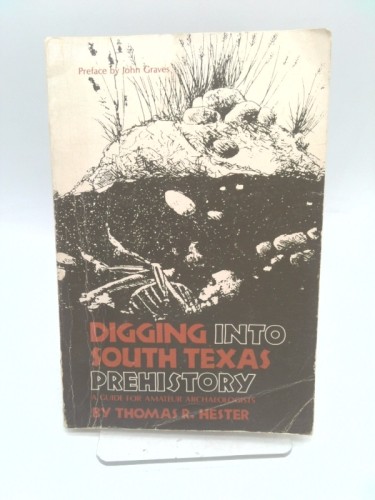 Preface by John Graves
DIGGING INTO
SOUTH TEXAS
PREHISTORY
A GUIDE FOR AMATEUR ARCHAEOLOGISTS
BY THOMAS R. HESTER